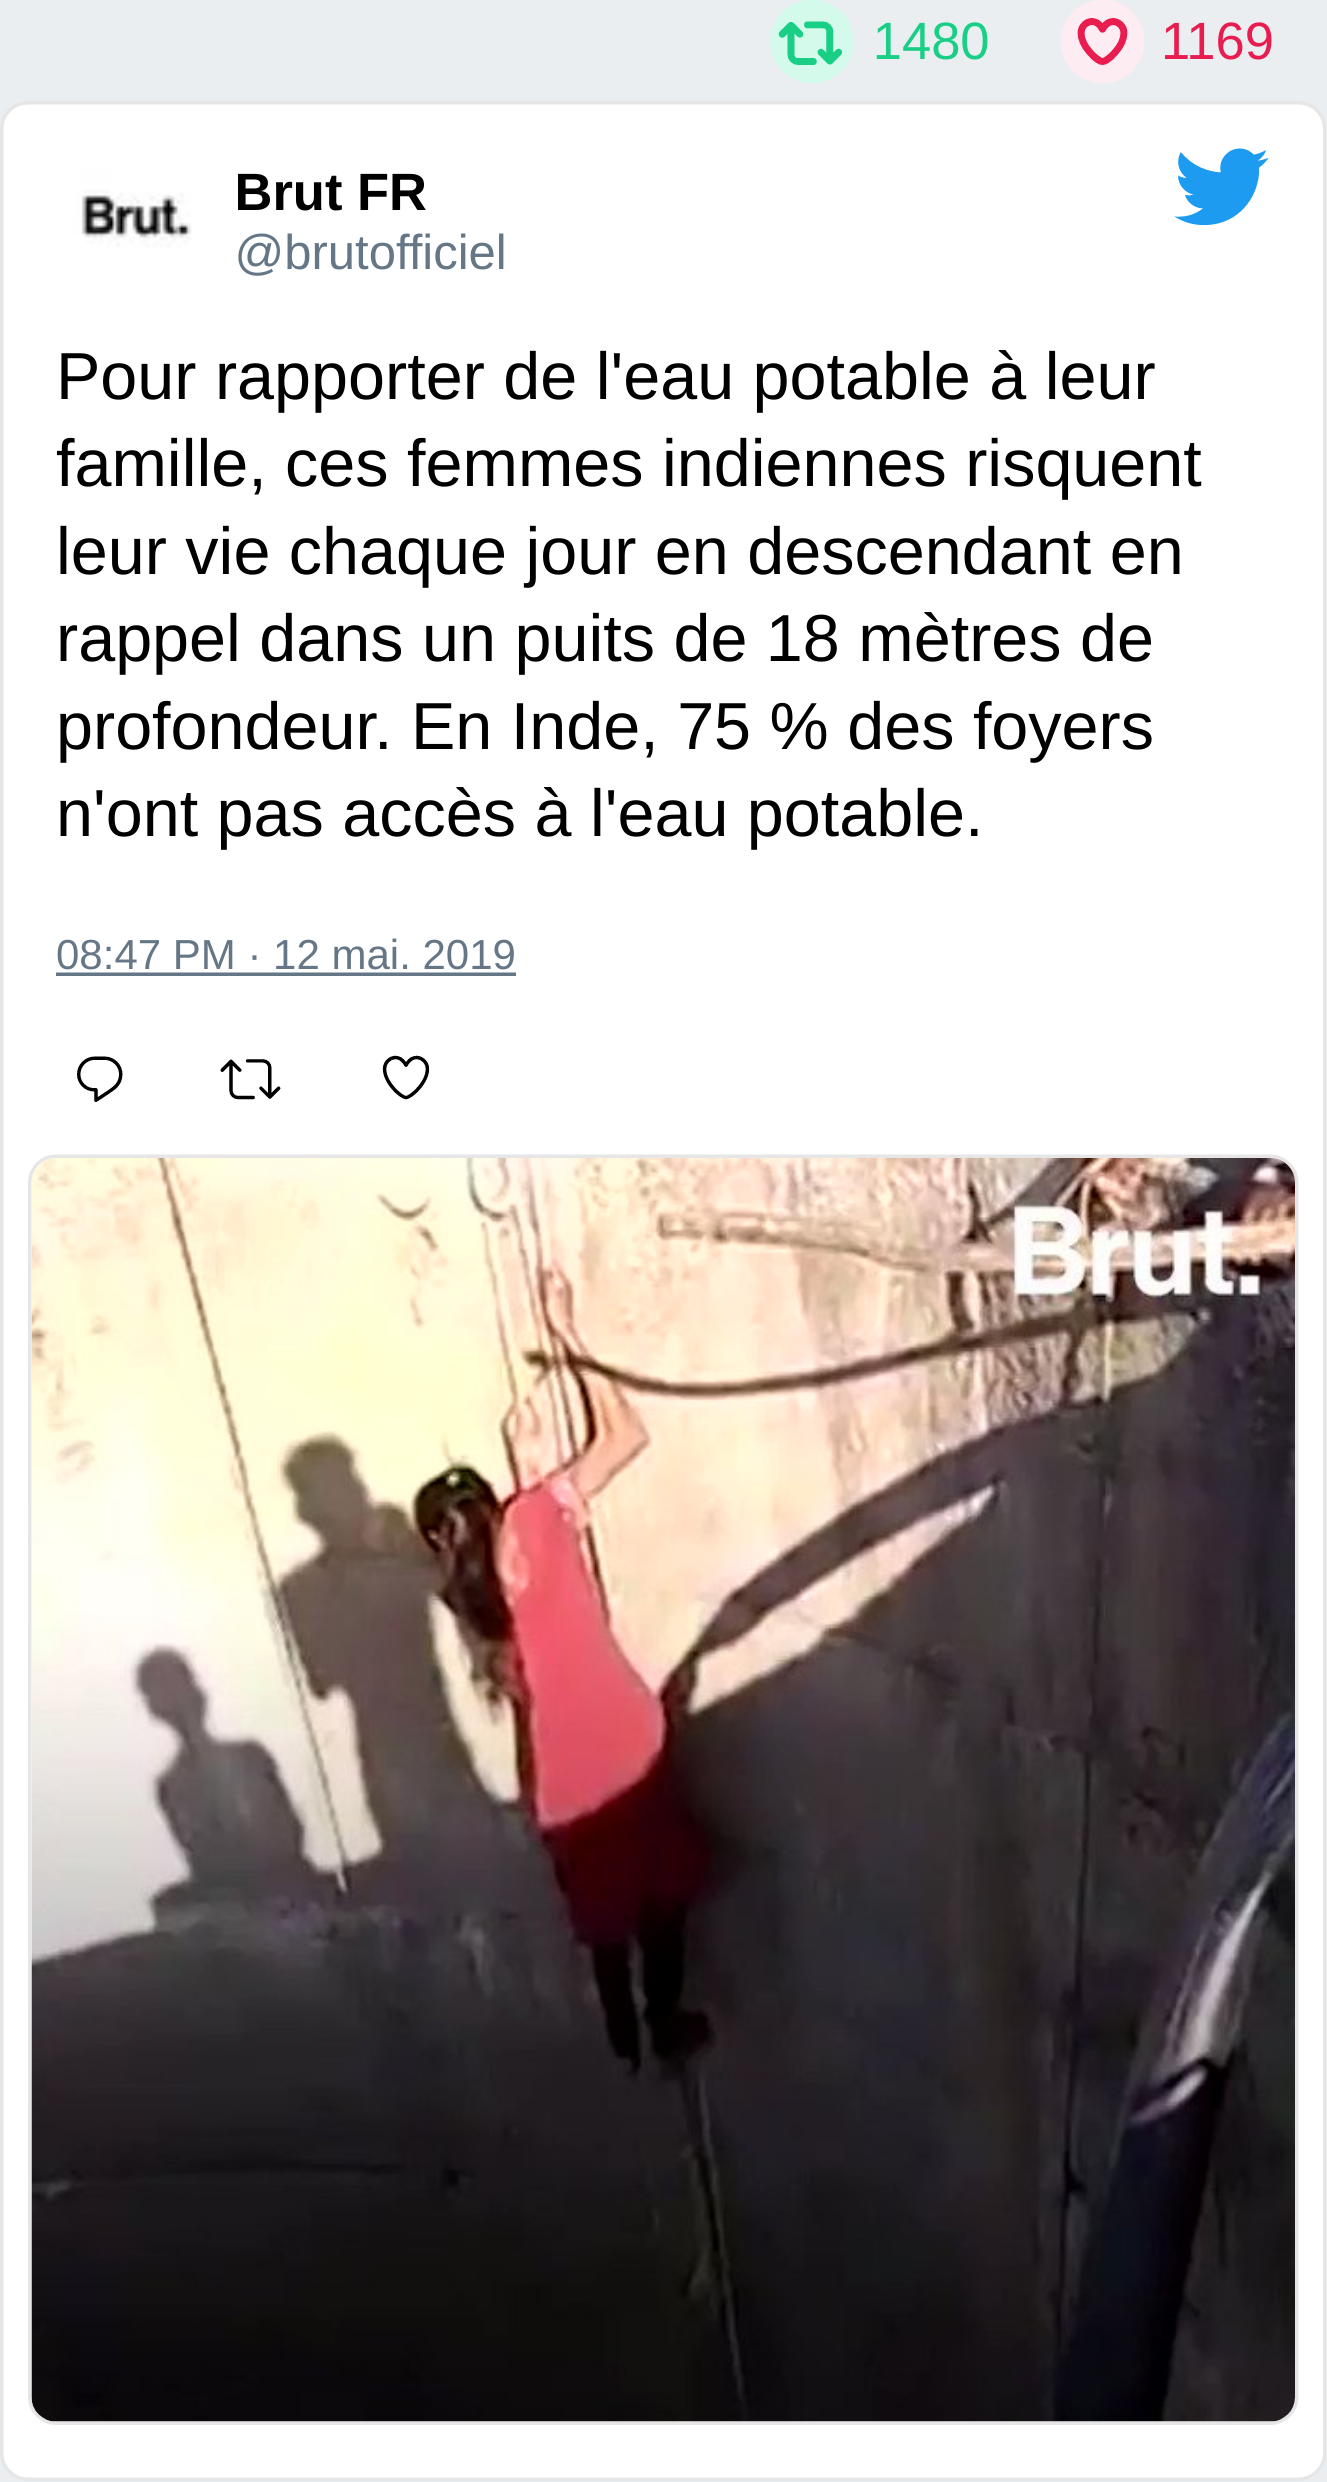 1480 1169
Brut.
Brut FR
@brutofficiel
Pour rapporter de l'eau potable à leur
famille, ces femmes indiennes risquent
leur vie chaque jour en descendant en
rappel dans un puits de 18 mètres de
profondeur. En Inde, 75 % des foyers
n'ont pas accès à l'eau potable.
08:47 PM · 12 mai. 2019
Brut.